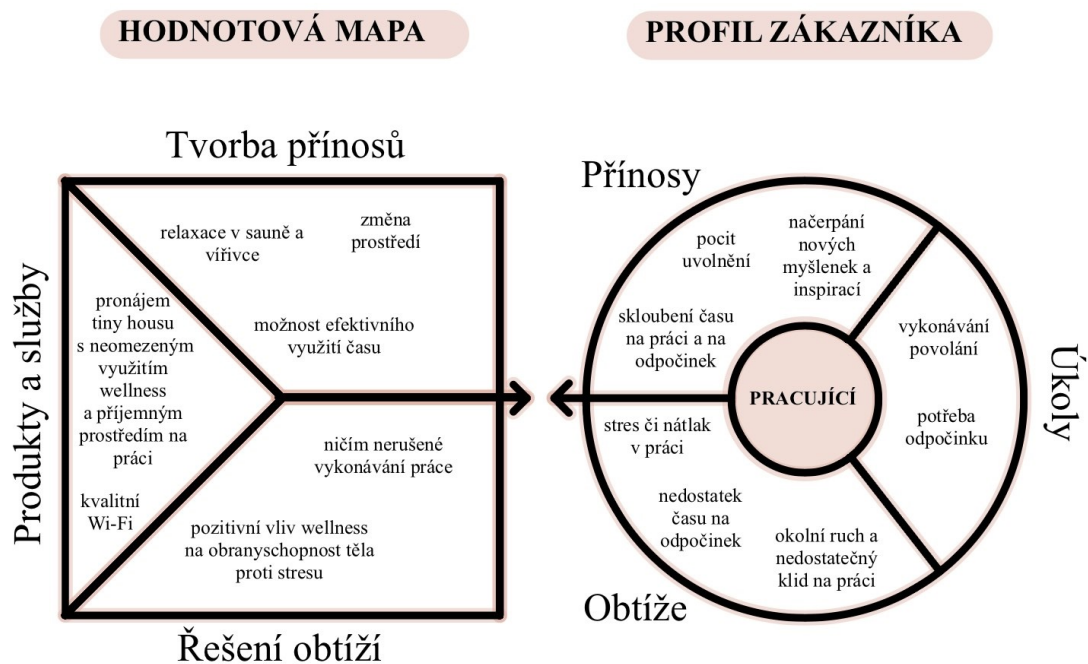 HODNOTOVÁ MAPA
PROFIL ZÁKAZNÍKA
Tvorba přínosů
relaxace v sauně a
vířivce
změna
prostředí
možnost efektivního
využití času
Produkty a služby
pronájem
tiny housu
s neomezeným
využitím
wellness
a příjemným
prostředím na
práci
kvalitní
Wi-Fi
ničím nerušené
vykonávání práce
pozitivní vliv wellness
na obranyschopnost těla
proti stresu
Řešení obtíží
Přínosy
pocit
uvolnění
načerpání
nových
myšlenek a
inspirací
skloubení času
na práci a na
odpočinek
PRACUJÍCÍ
Úkoly
vykonávání
povolání
potřeba
odpočinku
stres či nátlak
v práci
nedostatek
času na
odpočinek
okolní ruch a
nedostatečný
klid na práci
Obtíže